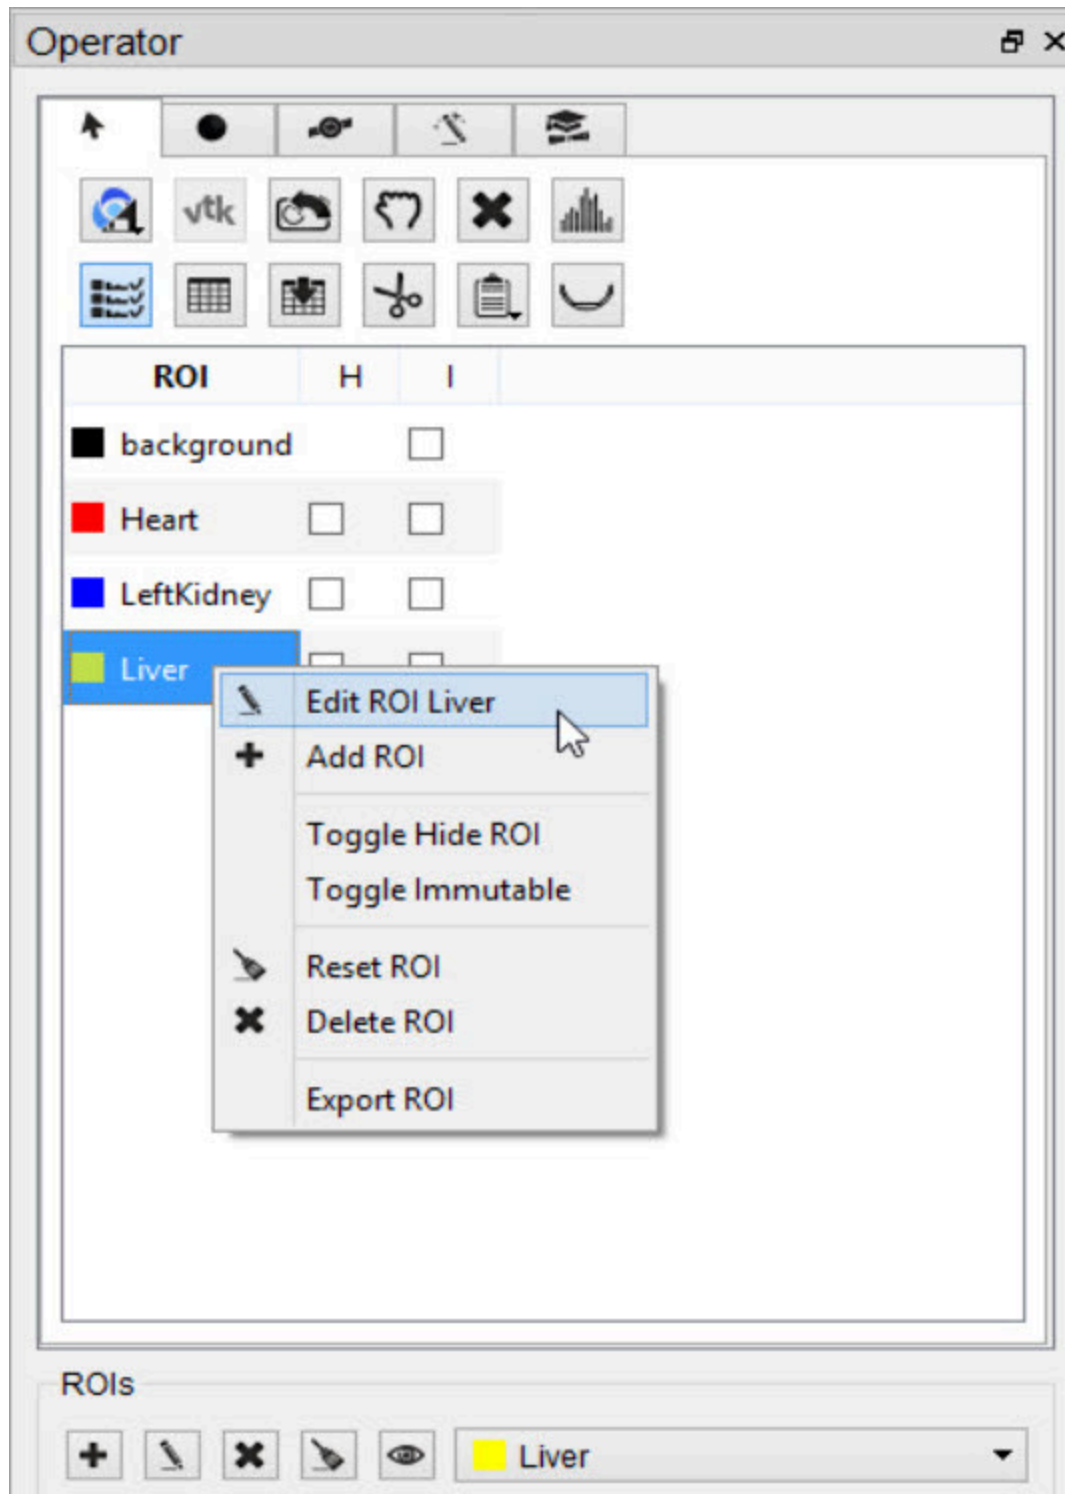 Operator
vtk
ROI H I
background
Heart
LeftKidney
Liver
Edit ROI Liver
Add ROI
Toggle Hide ROI
Toggle Immutable
Reset ROI
Delete ROI
Export ROI
ROIs
Liver